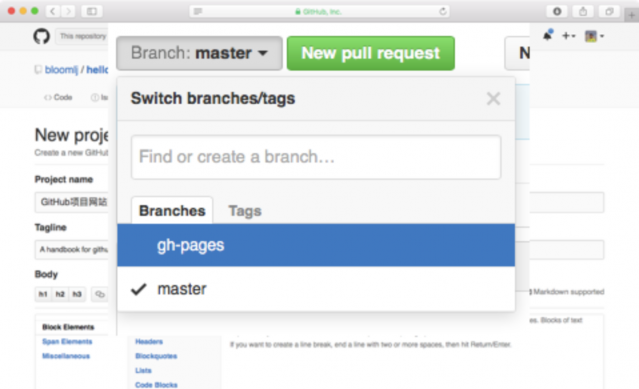 GitHub, Inc.
This repository
bloomlj / hello
Code
New proje
Create a new GitHub
Project name
GitHub项目网站
Tagline
A handbook for githu
Body
h1 h2 h3
Branch: master
New pull request
N
Switch branches/tags
Find or create a branch...
Branches Tags
gh-pages
master
Markdown supported
Block Elements
Span Elements
Miscellaneous
Headers
Blockquotes
Lists
Code Blocks
es. Blocks of text
If you want to create a line break, end a line with two or more spaces, then hit Return/Enter.